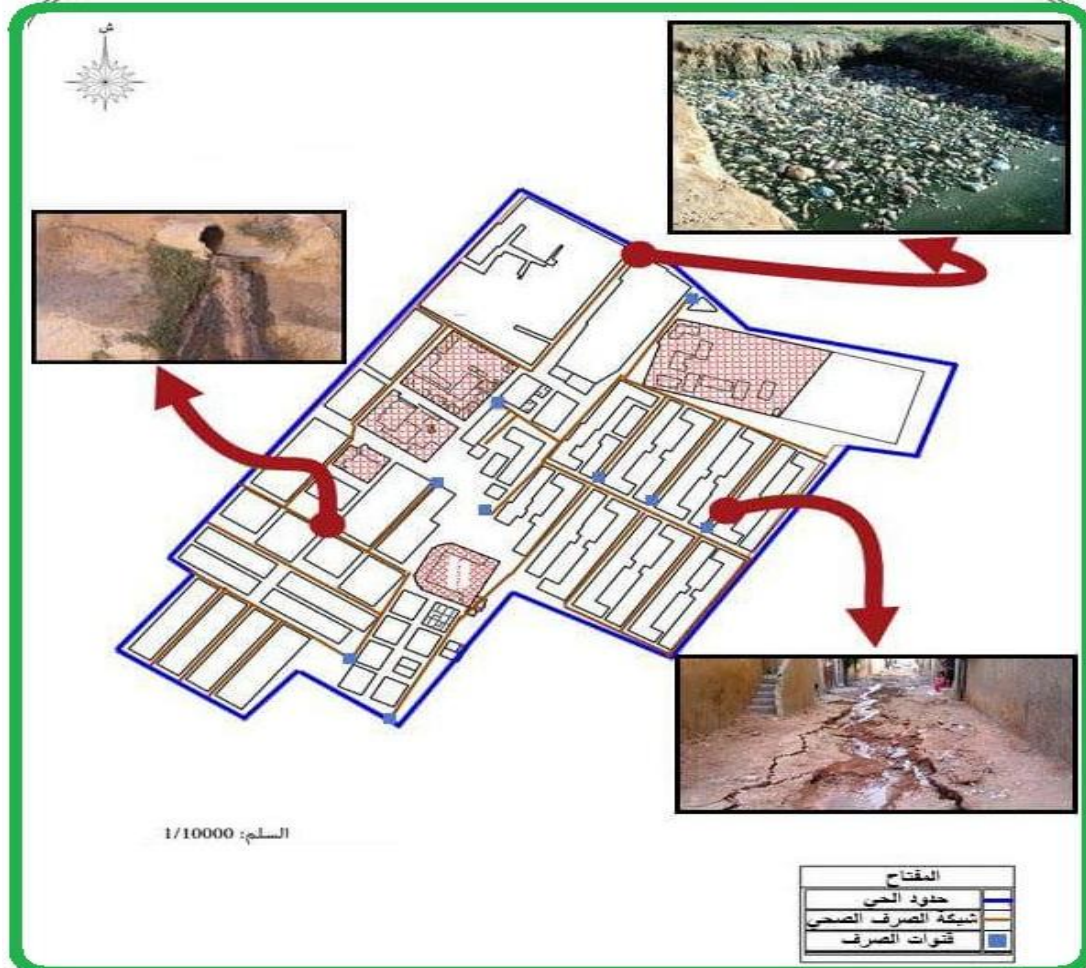 ش
السلم: 1/10000
المفتاح
حدود الحي
شبكة الصرف الصحي
قنوات الصرف